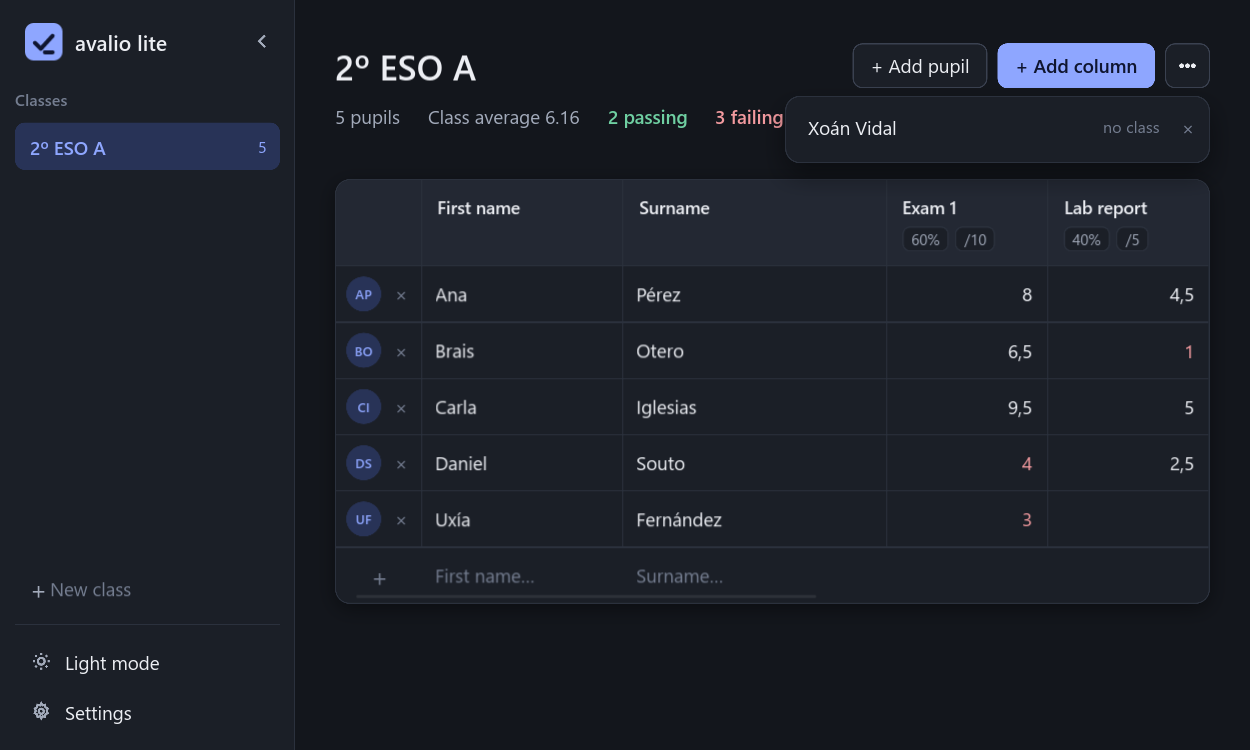 avalio lite
Classes
2º ESO A 5
+ New class
Light mode
Settings
2º ESO A
+ Add pupil
+ Add column
5 pupils Class average 6.16 2 passing 3 failing
Xoán Vidal no class ×
First name Surname Exam 1 Lab report
60% /10 40% /5
AP × Ana Pérez 8 4,5
BO × Brais Otero 6,5 1
CI × Carla Iglesias 9,5 5
DS × Daniel Souto 4 2,5
UF × Uxía Fernández 3
+ First name… Surname…